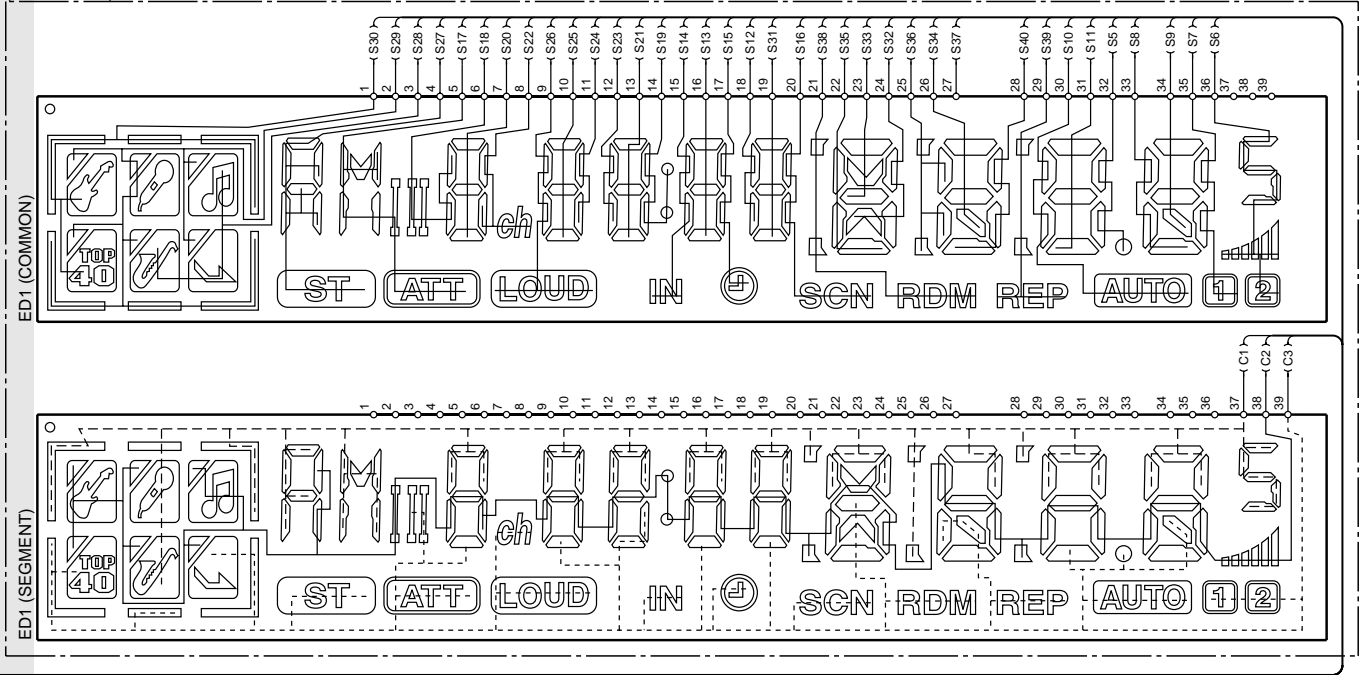 S30 S29 S28 S27 S17 S18 S20 S22 S26 S25 S24 S23 S21 S19 S14 S13 S15 S12 S31 S16 S38 S35 S33 S32 S36 S34 S37 S40 S39 S10 S11 S5 S8 S9 S7 S6
1 2 3 4 5 6 7 8 9 10 11 12 13 14 15 16 17 18 19 20 21 22 23 24 25 26 27 28 29 30 31 32 33 34 35 36 37 38 39
ED1 (COMMON)
ch
TOP 40
ST ATT LOUD IN SCN RDM REP AUTO 1 2
C1 C2 C3
1 2 3 4 5 6 7 8 9 10 11 12 13 14 15 16 17 18 19 20 21 22 23 24 25 26 27 28 29 30 31 32 33 34 35 36 37 38 39
ED1 (SEGMENT)
ch
TOP 40
ST ATT LOUD IN SCN RDM REP AUTO 1 2